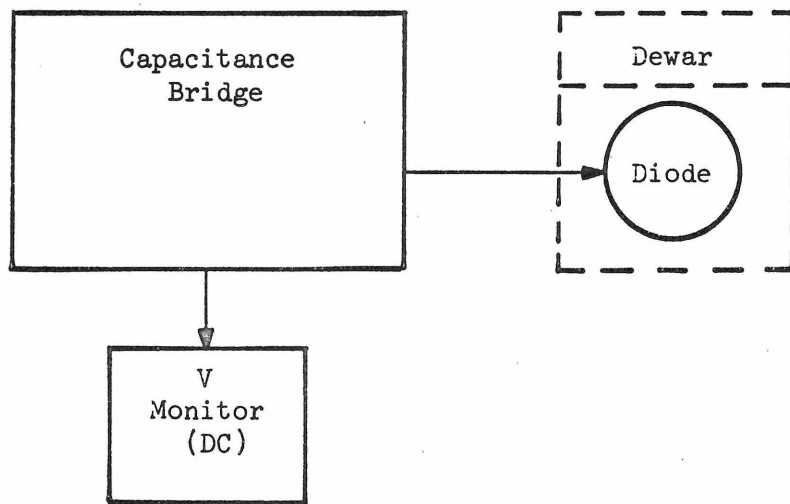 Capacitance
Bridge
Dewar
Diode
V
Monitor
(DC)